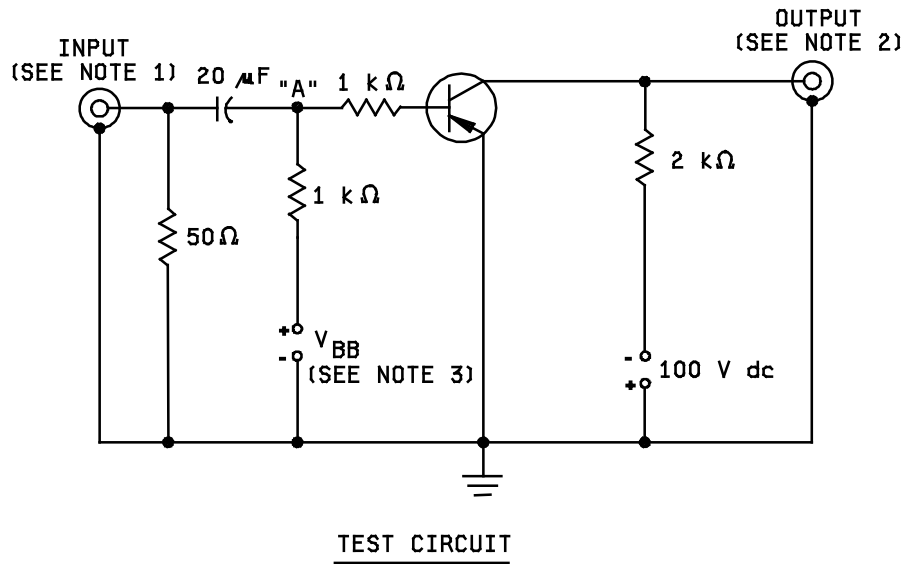 INPUT
(SEE NOTE 1)
20 µF
"A"
1 kΩ
OUTPUT
(SEE NOTE 2)
50Ω
1 kΩ
2 kΩ
+
-
V BB
(SEE NOTE 3)
-
+
100 V dc
TEST CIRCUIT